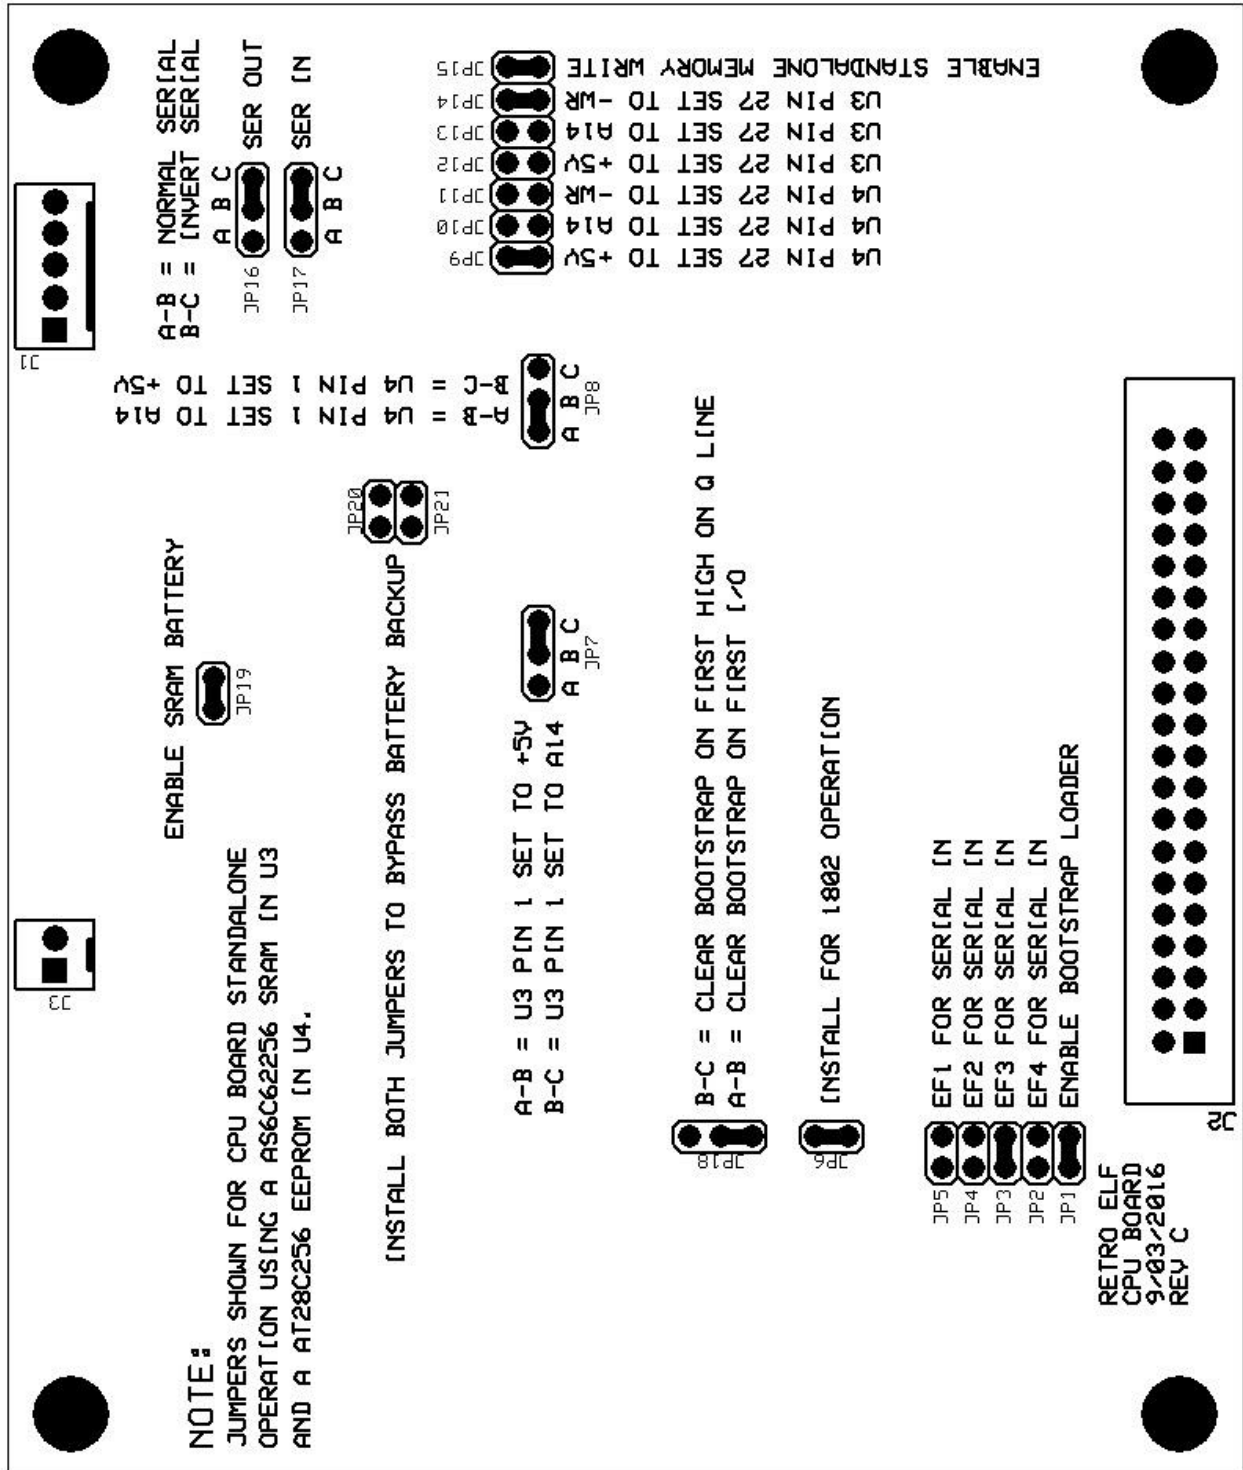 NOTE:
JUMPERS SHOWN FOR CPU BOARD STANDALONE
OPERATION USING A AS6C62256 SRAM IN U3
AND A AT28C256 EEPROM IN U4.
J3
ENABLE SRAM BATTERY
JP19
J1
A-B = NORMAL SERIAL
B-C = INVERT SERIAL
A B C
JP16
SER OUT
JP17
SER IN
A B C
B-C = U4 PIN 1 SET TO +5V
A-B = U4 PIN 1 SET TO A14
A B C
JP8
INSTALL BOTH JUMPERS TO BYPASS BATTERY BACKUP
JP20
JP21
A-B = U3 PIN 1 SET TO +5V
B-C = U3 PIN 1 SET TO A14
A B C
JP7
JP15 ENABLE STANDALONE MEMORY WRITE
JP14 U3 PIN 27 SET TO -WR
JP13 U3 PIN 27 SET TO A14
JP12 U3 PIN 27 SET TO +5V
JP11 U4 PIN 27 SET TO -WR
JP10 U4 PIN 27 SET TO A14
JP9 U4 PIN 27 SET TO +5V
JP18
B-C = CLEAR BOOTSTRAP ON FIRST HIGH ON Q LINE
A-B = CLEAR BOOTSTRAP ON FIRST I/O
JP6
INSTALL FOR 1802 OPERATION
JP5 EF1 FOR SERIAL IN
JP4 EF2 FOR SERIAL IN
JP3 EF3 FOR SERIAL IN
JP2 EF4 FOR SERIAL IN
JP1 ENABLE BOOTSTRAP LOADER
RETRO ELF
CPU BOARD
9/03/2016
REV C
J2